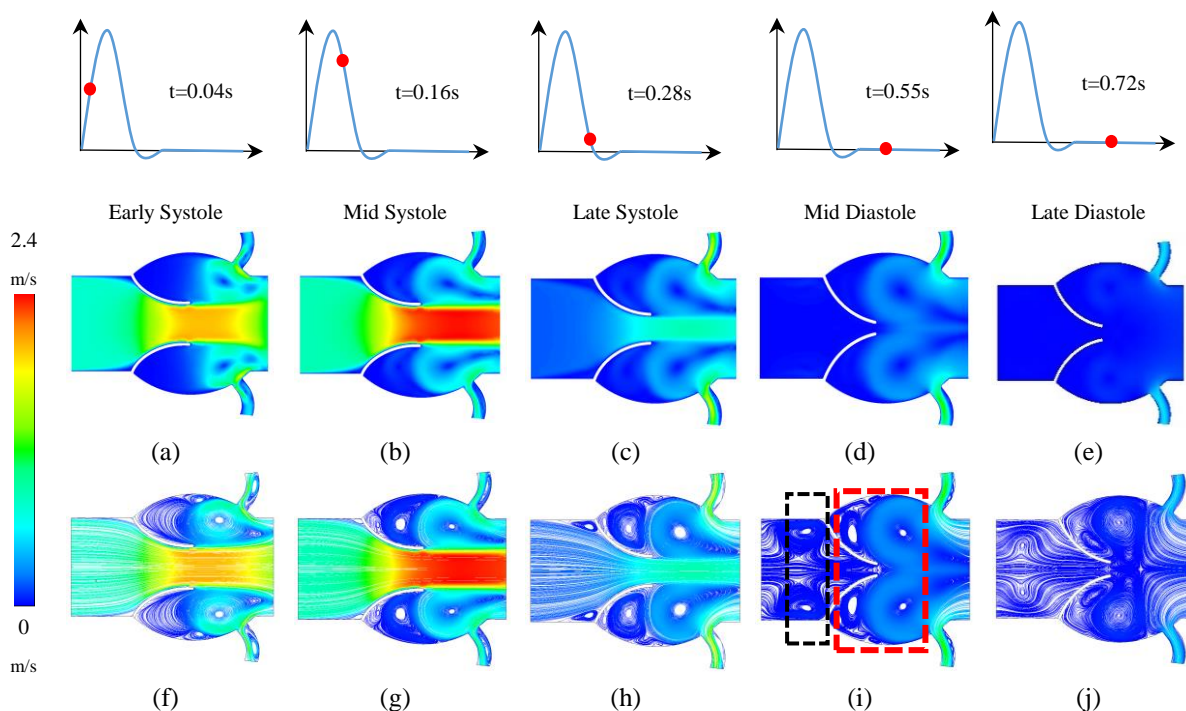 t=0.04s
t=0.16s
t=0.28s
t=0.55s
t=0.72s
Early Systole
Mid Systole
Late Systole
Mid Diastole
Late Diastole
2.4
m/s
(a)
(b)
(c)
(d)
(e)
0
m/s
(f)
(g)
(h)
(i)
(j)